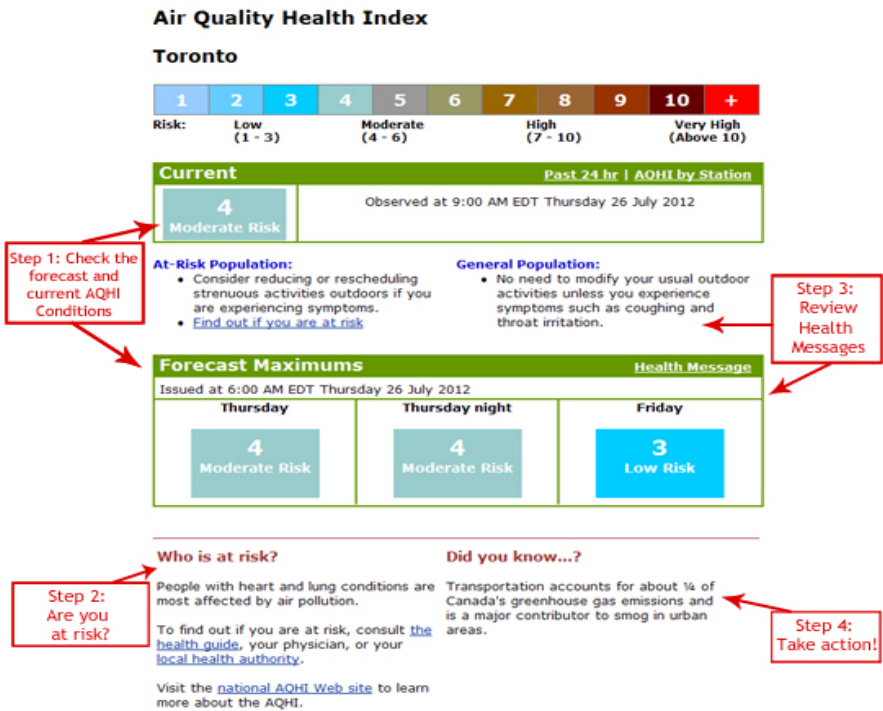 Air Quality Health Index
Toronto
1 2 3 4 5 6 7 8 9 10 +
Risk: Low Moderate High Very High
(1 - 3) (4 - 6) (7 - 10) (Above 10)
Current Past 24 hr | AQHI by Station
4
Moderate Risk
Observed at 9:00 AM EDT Thursday 26 July 2012
Step 1: Check the
forecast and
current AQHI
Conditions
At-Risk Population:
• Consider reducing or rescheduling
strenuous activities outdoors if you
are experiencing symptoms.
• Find out if you are at risk
General Population:
• No need to modify your usual outdoor
activities unless you experience
symptoms such as coughing and
throat irritation.
Step 3:
Review
Health
Messages
Forecast Maximums Health Message
Issued at 6:00 AM EDT Thursday 26 July 2012
Thursday Thursday night Friday
4 4 3
Moderate Risk Moderate Risk Low Risk
Step 2:
Are you
at risk?
Who is at risk?
People with heart and lung conditions are
most affected by air pollution.
To find out if you are at risk, consult the
health guide, your physician, or your
local health authority.
Visit the national AQHI Web site to learn
more about the AQHI.
Did you know...?
Transportation accounts for about ¼ of
Canada's greenhouse gas emissions and
is a major contributor to smog in urban
areas.
Step 4:
Take action!